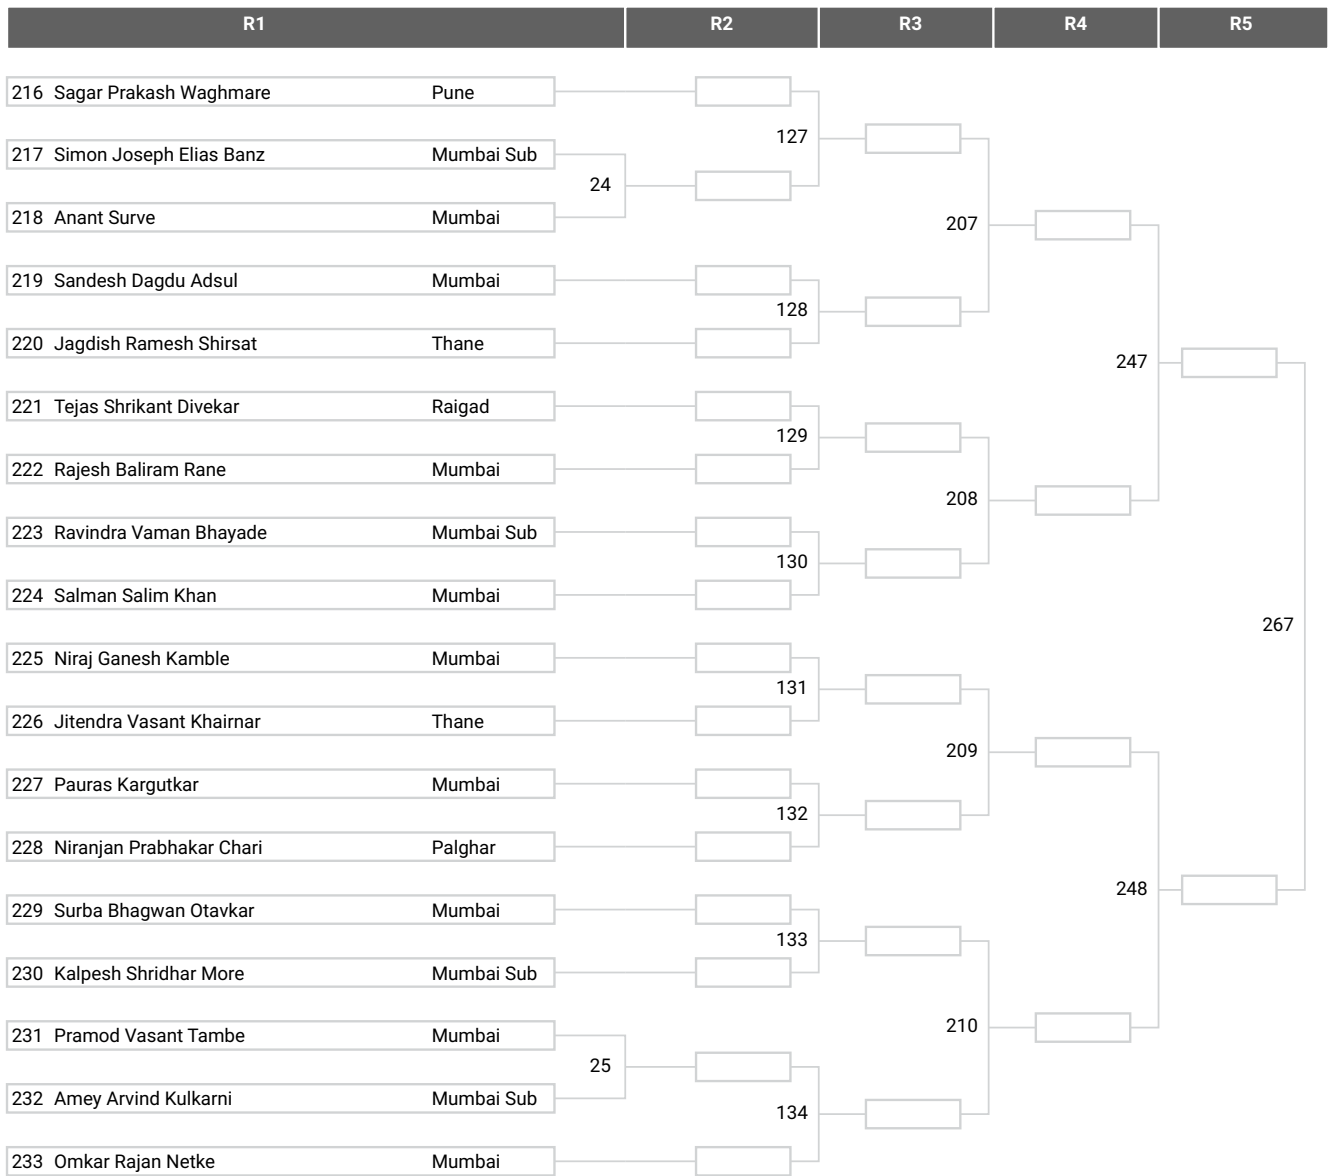 R1 R2 R3 R4 R5
216 Sagar Prakash Waghmare Pune
127
217 Simon Joseph Elias Banz Mumbai Sub
24
218 Anant Surve Mumbai
207
219 Sandesh Dagdu Adsul Mumbai
128
220 Jagdish Ramesh Shirsat Thane
247
221 Tejas Shrikant Divekar Raigad
129
222 Rajesh Baliram Rane Mumbai
208
223 Ravindra Vaman Bhayade Mumbai Sub
130
224 Salman Salim Khan Mumbai
267
225 Niraj Ganesh Kamble Mumbai
131
226 Jitendra Vasant Khairnar Thane
209
227 Pauras Kargutkar Mumbai
132
228 Niranjan Prabhakar Chari Palghar
248
229 Surba Bhagwan Otavkar Mumbai
133
230 Kalpesh Shridhar More Mumbai Sub
210
231 Pramod Vasant Tambe Mumbai
25
232 Amey Arvind Kulkarni Mumbai Sub
134
233 Omkar Rajan Netke Mumbai